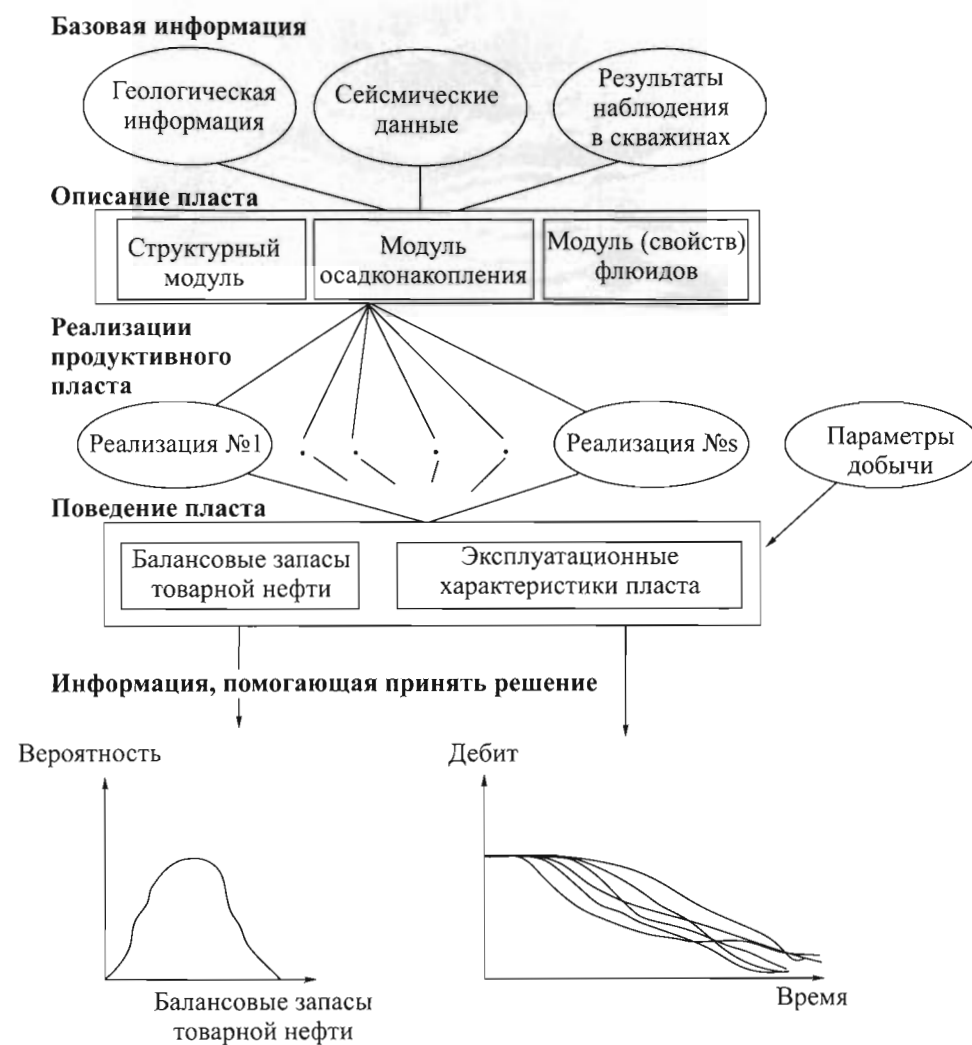 Базовая информация
Геологическая
информация
Сейсмические
данные
Результаты
наблюдения
в скважинах
Описание пласта
Структурный
модуль
Модуль
осадконакопления
Модуль (свойств)
флюидов
Реализации
продуктивного
пласта
Реализация №1
Реализация №s
Параметры
добычи
Поведение пласта
Балансовые запасы
товарной нефти
Эксплуатационные
характеристики пласта
Информация, помогающая принять решение
Вероятность
Балансовые запасы
товарной нефти
Дебит
Время